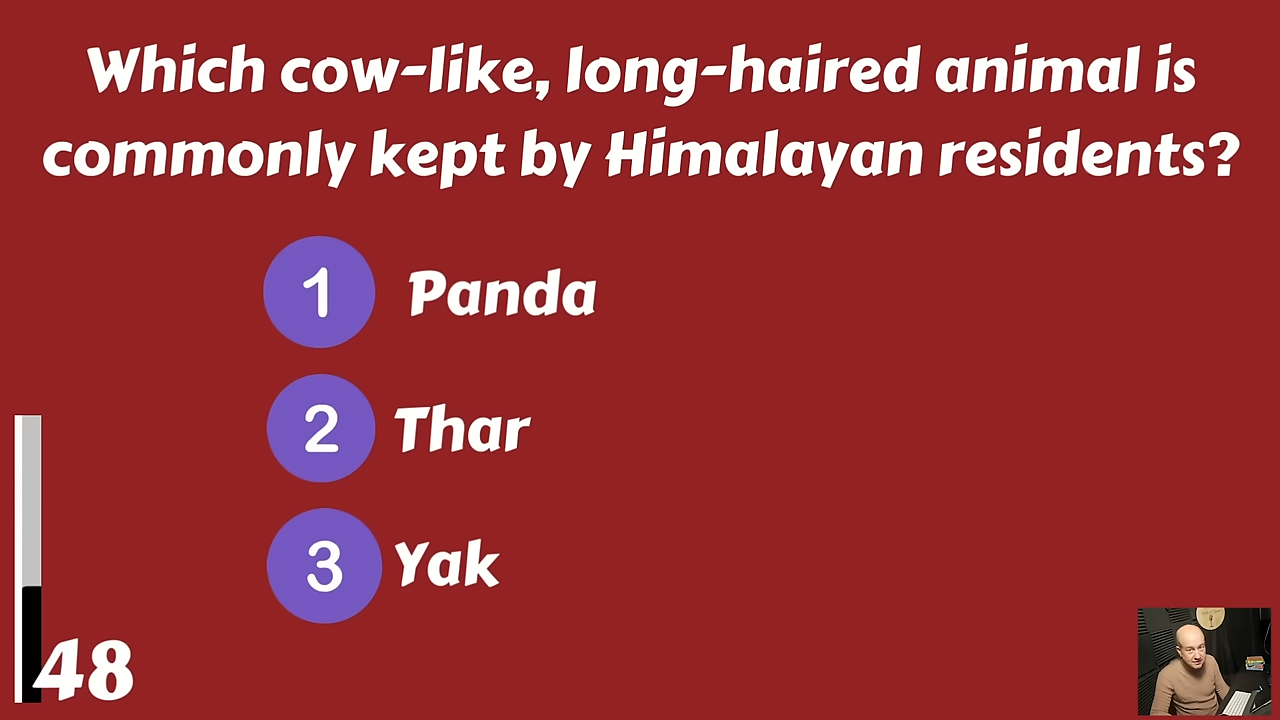 Which cow-like, long-haired animal is
commonly kept by Himalayan residents?
1 Panda
2 Thar
3 Yak
48